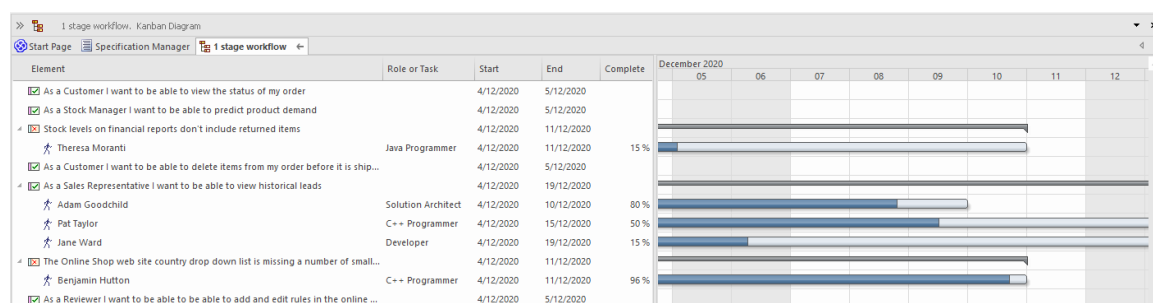 1 stage workflow. Kanban Diagram
Start Page Specification Manager 1 stage workflow
Element Role or Task Start End Complete December 2020
05 06 07 08 09 10 11 12
As a Customer I want to be able to view the status of my order 4/12/2020 5/12/2020
As a Stock Manager I want to be able to predict product demand 4/12/2020 5/12/2020
Stock levels on financial reports don't include returned items 4/12/2020 11/12/2020
Theresa Moranti Java Programmer 4/12/2020 11/12/2020 15 %
As a Customer I want to be able to delete items from my order before it is ship... 4/12/2020 5/12/2020
As a Sales Representative I want to be able to view historical leads 4/12/2020 19/12/2020
Adam Goodchild Solution Architect 4/12/2020 10/12/2020 80 %
Pat Taylor C++ Programmer 4/12/2020 15/12/2020 50 %
Jane Ward Developer 4/12/2020 19/12/2020 15 %
The Online Shop web site country drop down list is missing a number of small... 4/12/2020 11/12/2020
Benjamin Hutton C++ Programmer 4/12/2020 11/12/2020 96 %
As a Reviewer I want to be able to be able to add and edit rules in the online ... 4/12/2020 5/12/2020